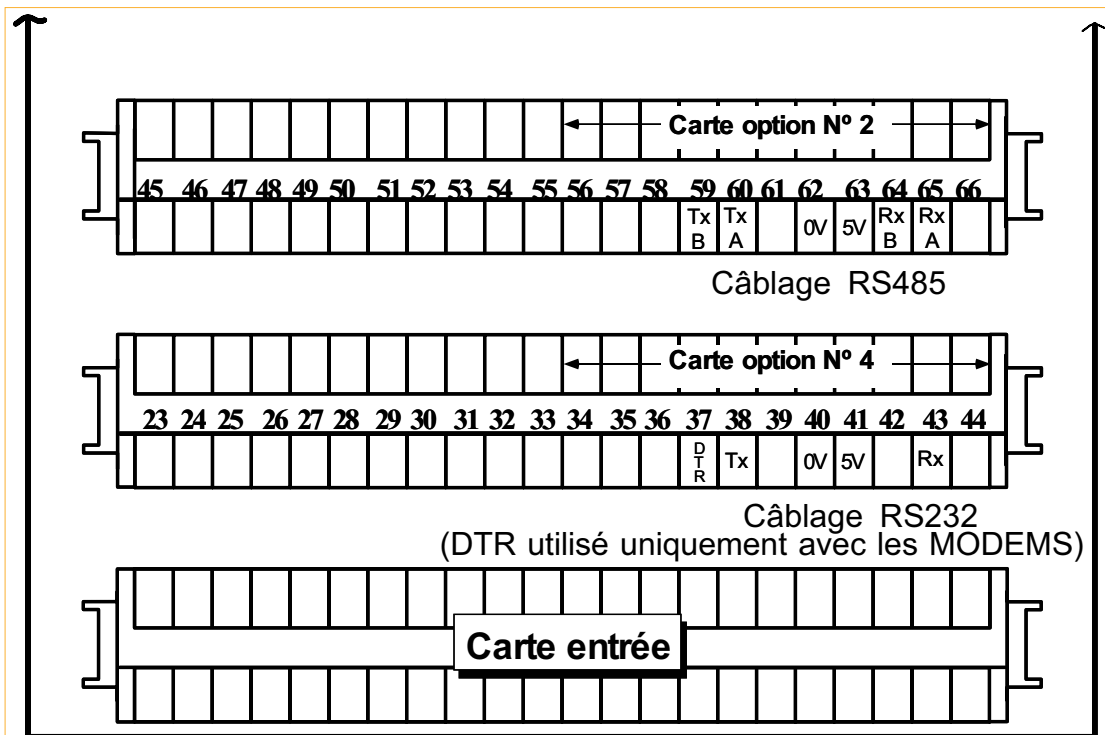 Carte option Nº 2
45 46 47 48 49 50 51 52 53 54 55 56 57 58 59 60 61 62 63 64 65 66
Tx B Tx A 0V 5V Rx B Rx A
Câblage RS485
Carte option Nº 4
23 24 25 26 27 28 29 30 31 32 33 34 35 36 37 38 39 40 41 42 43 44
DTR Tx 0V 5V Rx
Câblage RS232
(DTR utilisé uniquement avec les MODEMS)
Carte entrée